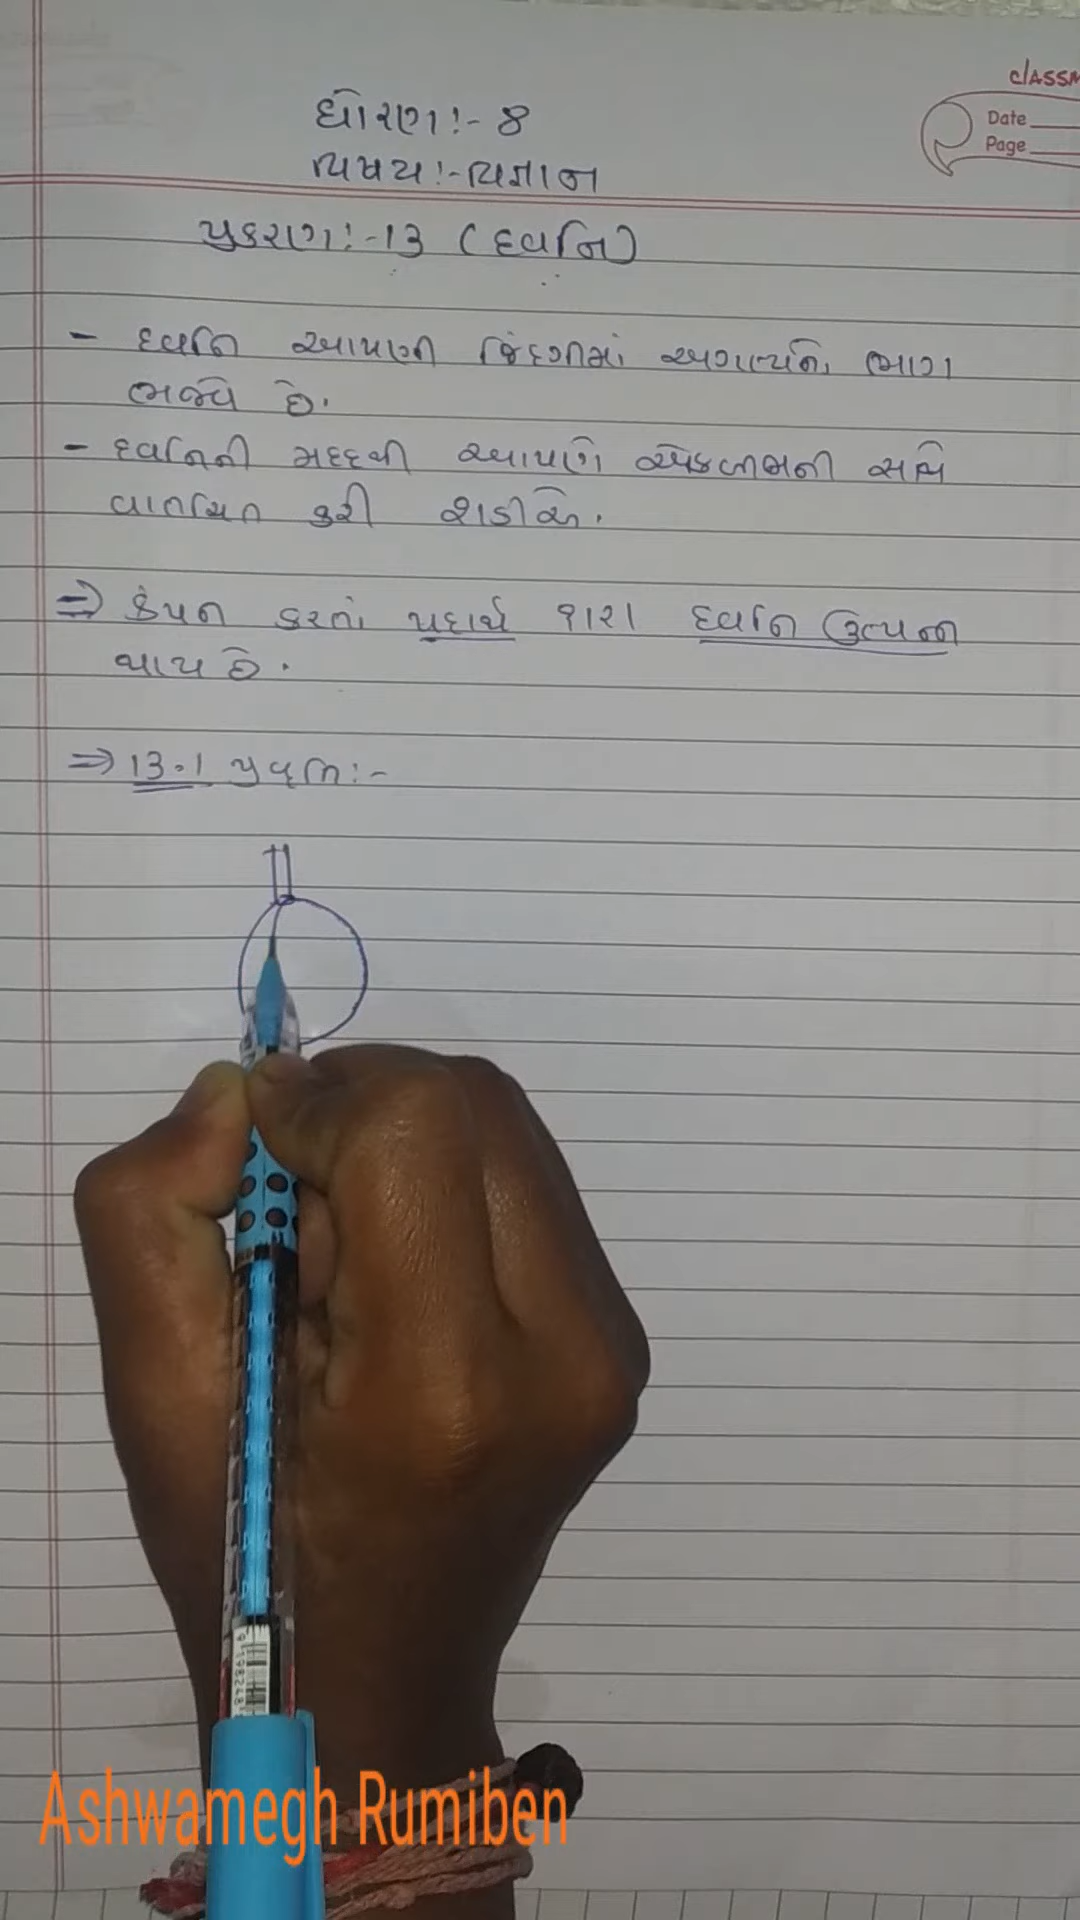 classm
Date
Page
ધોરણ:- 8
વિષય:-વિજ્ઞાન
પ્રકરણ:-13 (ધ્વનિ)
- ધ્વનિ આપણી જિંદગીમાં અગત્યનો ભાગ
ભજવે છે.
- ધ્વનિની મદદથી આપણે એકબીજાની સાથે
વાતચિત કરી શકીએ.
⇒ કંપન કરતાં પદાર્થ દ્વારા ધ્વનિ ઉત્પન્ન
થાય છે.
⇒ 13.1 પ્રવૃત્તિ:-
Ashwamegh Rumiben